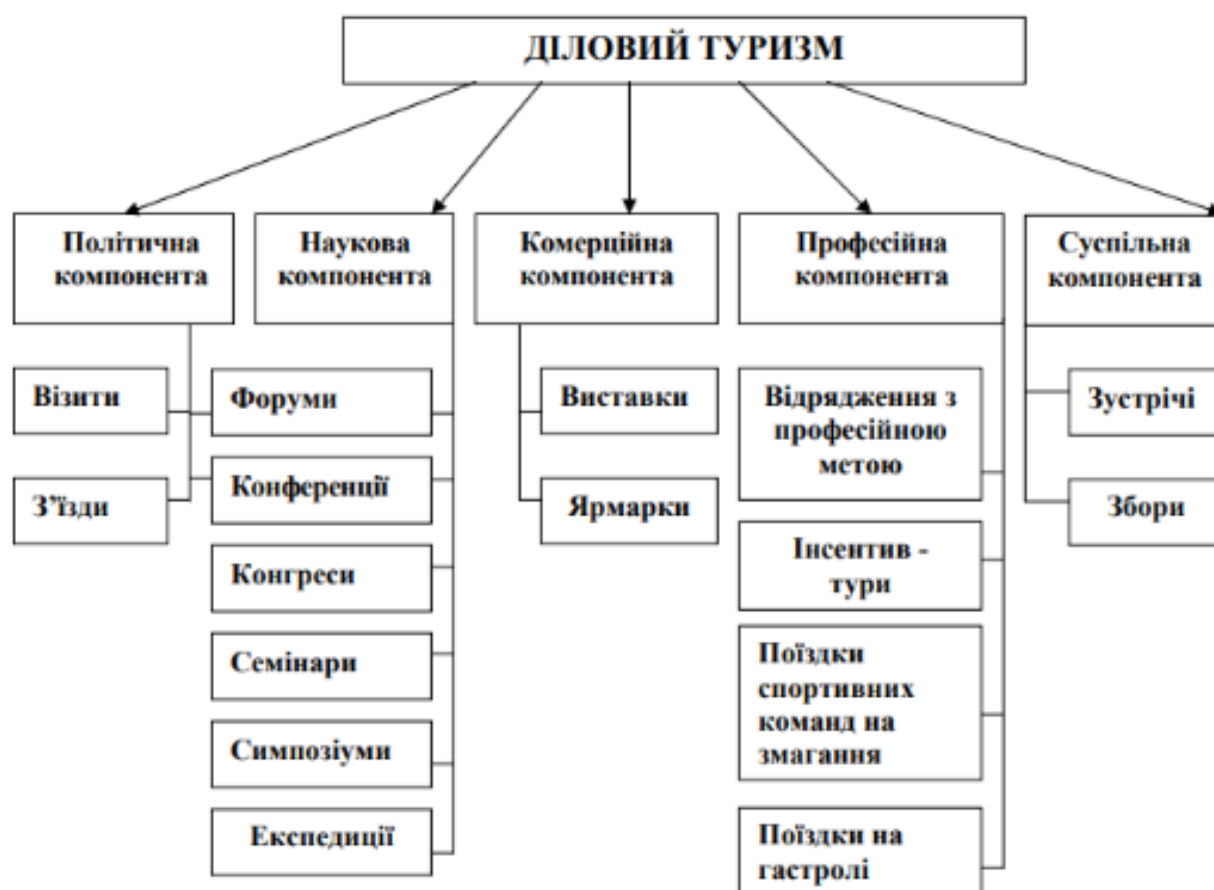 ДІЛОВИЙ ТУРИЗМ
Політична
компонента
Наукова
компонента
Комерційна
компонента
Професійна
компонента
Суспільна
компонента
Візити
З’їзди
Форуми
Конференції
Конгреси
Семінари
Симпозіуми
Експедиції
Виставки
Ярмарки
Відрядження з
професійною
метою
Інсентив -
тури
Поїздки
спортивних
команд на
змагання
Поїздки на
гастролі
Зустрічі
Збори